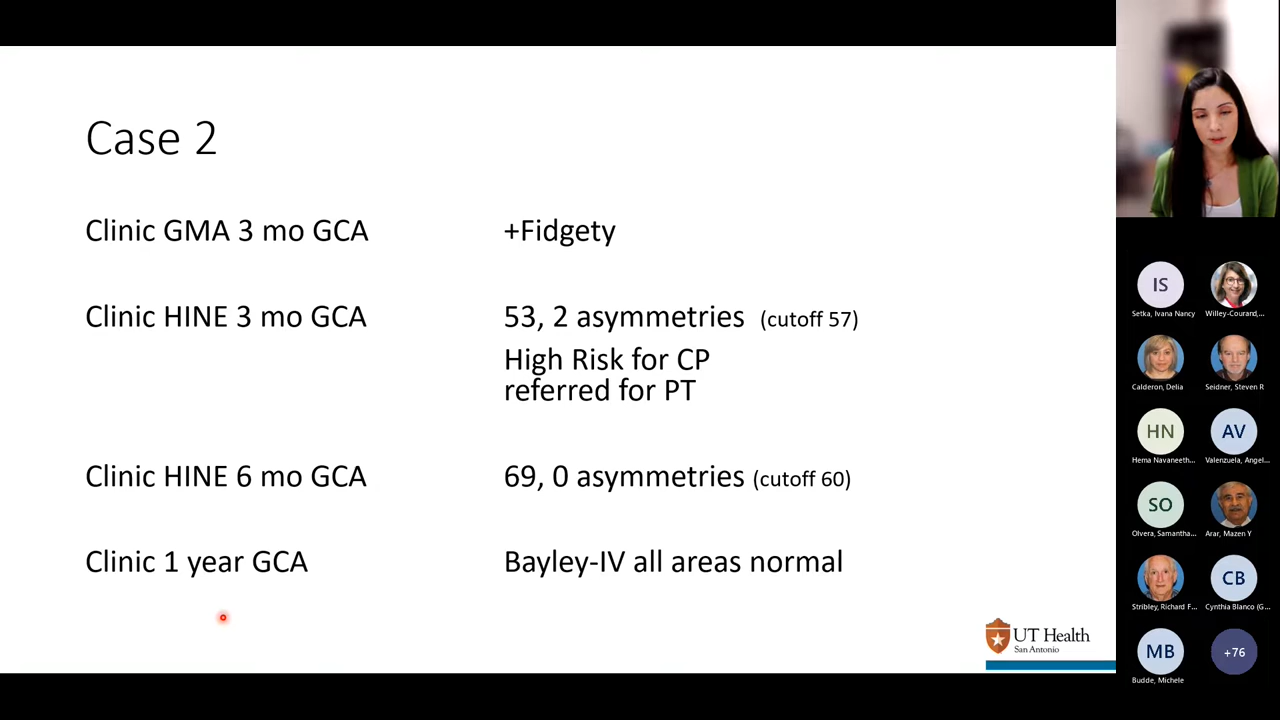 Case 2
Clinic GMA 3 mo GCA
+Fidgety
Clinic HINE 3 mo GCA
53, 2 asymmetries (cutoff 57)
High Risk for CP
referred for PT
Clinic HINE 6 mo GCA
69, 0 asymmetries (cutoff 60)
Clinic 1 year GCA
Bayley-IV all areas normal
UT Health
San Antonio
IS
Setka, Ivana Nancy
Willey-Courand,...
Calderon, Delia
Seidner, Steven R
HN
AV
Hema Navaneeth...
Valenzuela, Angel...
SO
Olvera, Samantha...
Arar, Mazen Y
CB
Stribley, Richard F...
Cynthia Blanco (G...
MB
+76
Budde, Michele